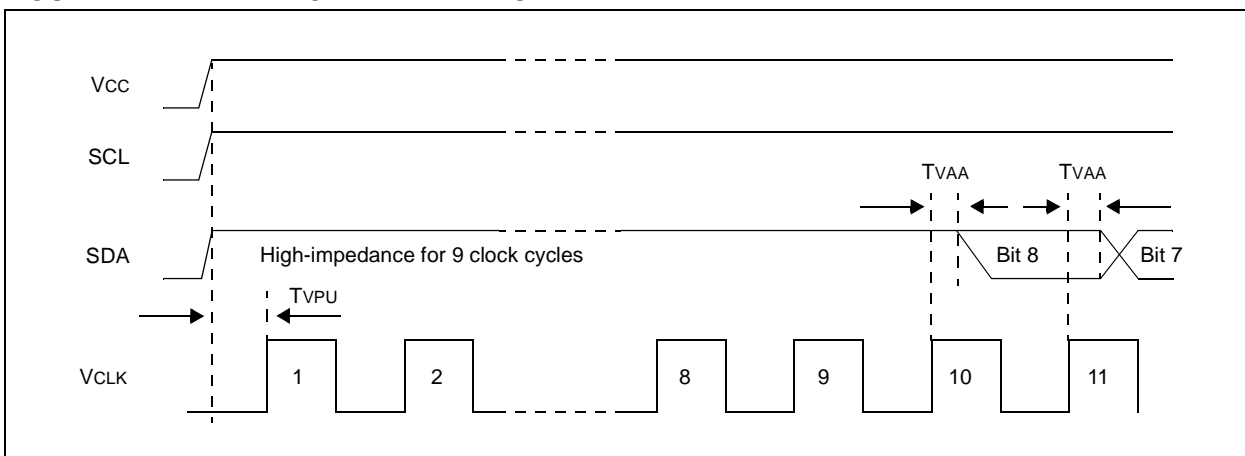 VCC
SCL
TVAA TVAA
SDA High-impedance for 9 clock cycles Bit 8 Bit 7
TVPU
VCLK 1 2 8 9 10 11